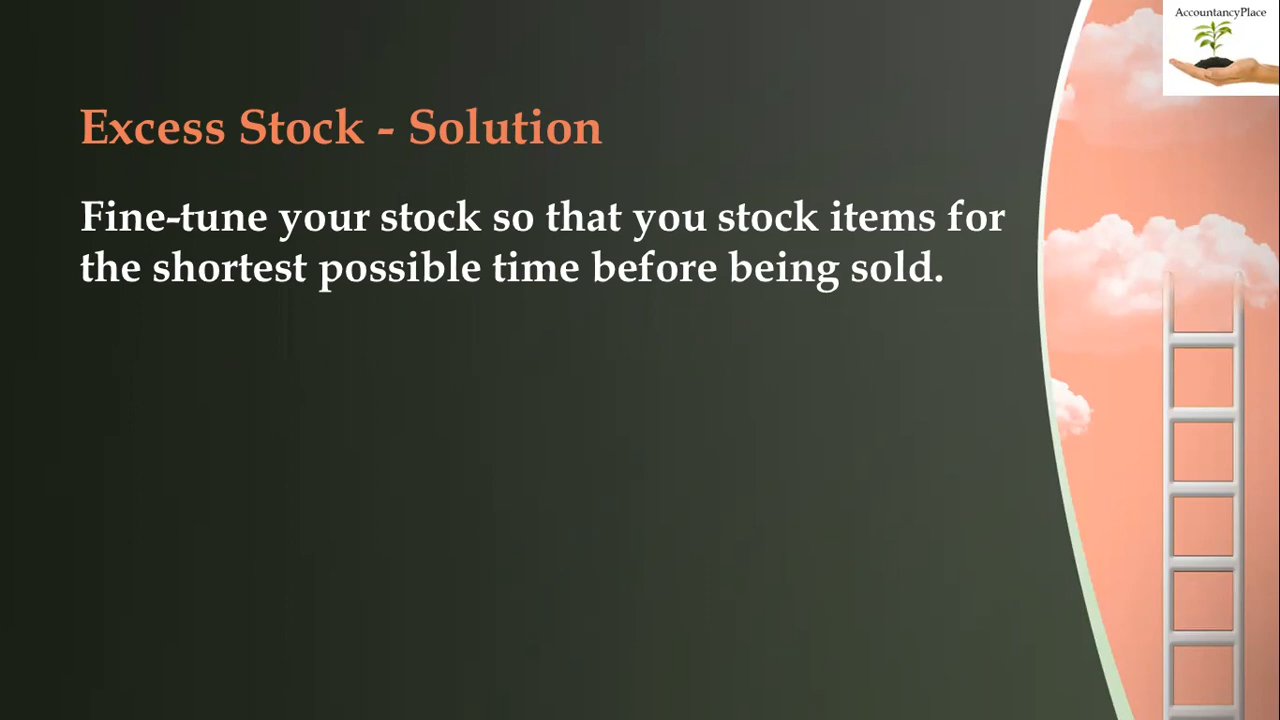 AccountancyPlace
Excess Stock - Solution
Fine-tune your stock so that you stock items for
the shortest possible time before being sold.